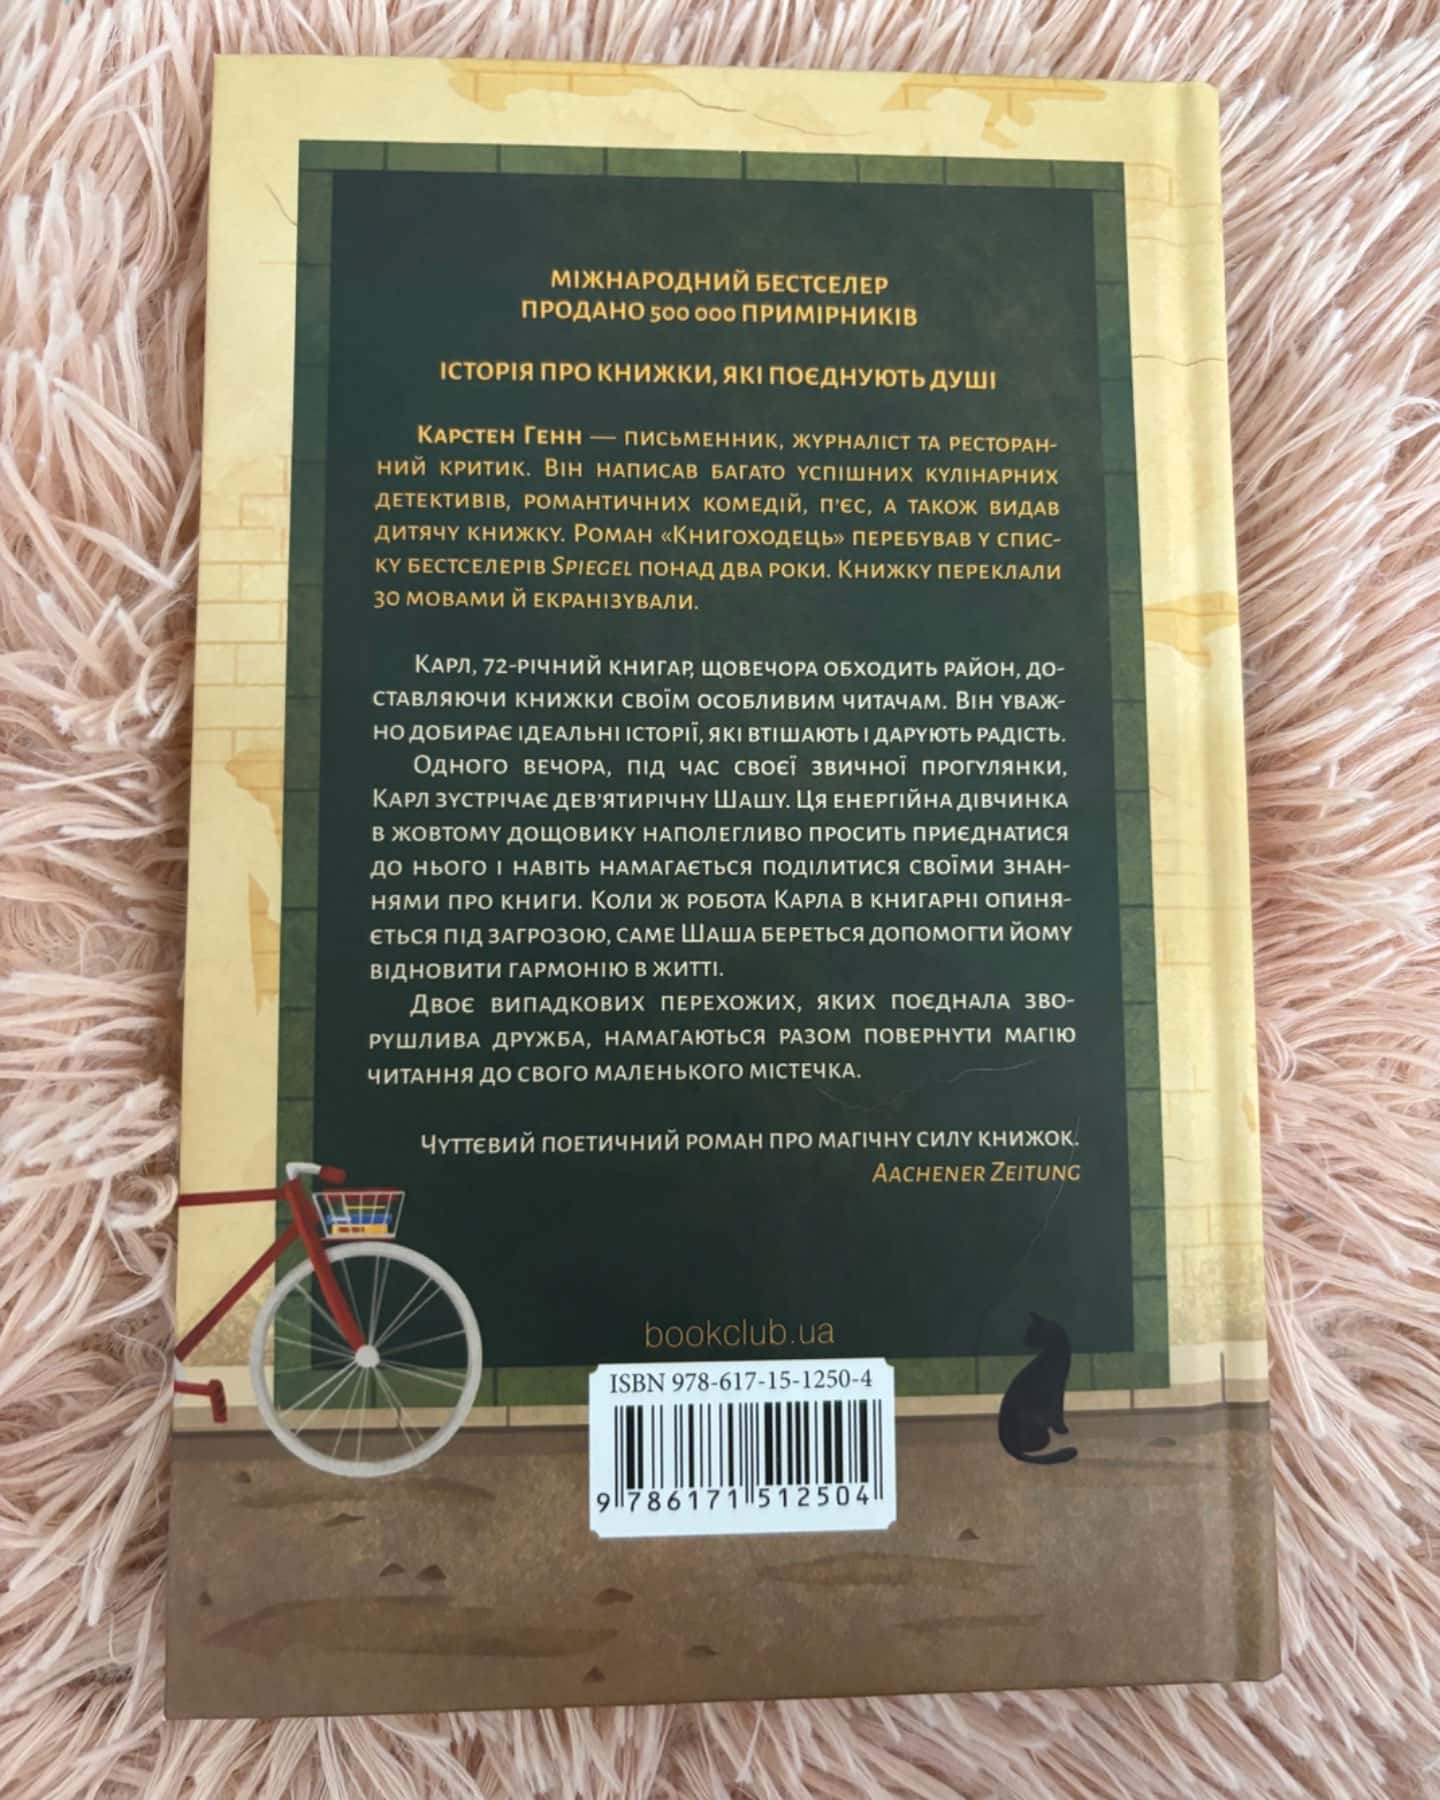 МІЖНАРОДНИЙ БЕСТСЕЛЕР
ПРОДАНО 500 000 ПРИМІРНИКІВ
ІСТОРІЯ ПРО КНИЖКИ, ЯКІ ПОЄДНУЮТЬ ДУШІ
Карстен Генн — письменник, журналіст та ресторан-
ний критик. Він написав багато успішних кулінарних
детективів, романтичних комедій, п'єс, а також видав
дитячу книжку. Роман «Книгоходець» перебував у спис-
ку бестселерів Spiegel понад два роки. Книжку переклали
30 мовами й екранізували.
Карл, 72-річний книгар, щовечора обходить район, до-
ставляючи книжки своїм особливим читачам. Він уваж-
но добирає ідеальні історії, які втішають і дарують радість.
Одного вечора, під час своєї звичної прогулянки,
Карл зустрічає дев'ятирічну Шашу. Ця енергійна дівчинка
в жовтому дощовику наполегливо просить приєднатися
до нього і навіть намагається поділитися своїми знан-
нями про книги. Коли ж робота Карла в книгарні опиня-
ється під загрозою, саме Шаша береться допомогти йому
відновити гармонію в житті.
Двоє випадкових перехожих, яких поєднала зво-
рушлива дружба, намагаються разом повернути магію
читання до свого маленького містечка.
Чуттєвий поетичний роман про магічну силу книжок.
Aachener Zeitung
bookclub.ua
ISBN 978-617-15-1250-4
9 786171 512504